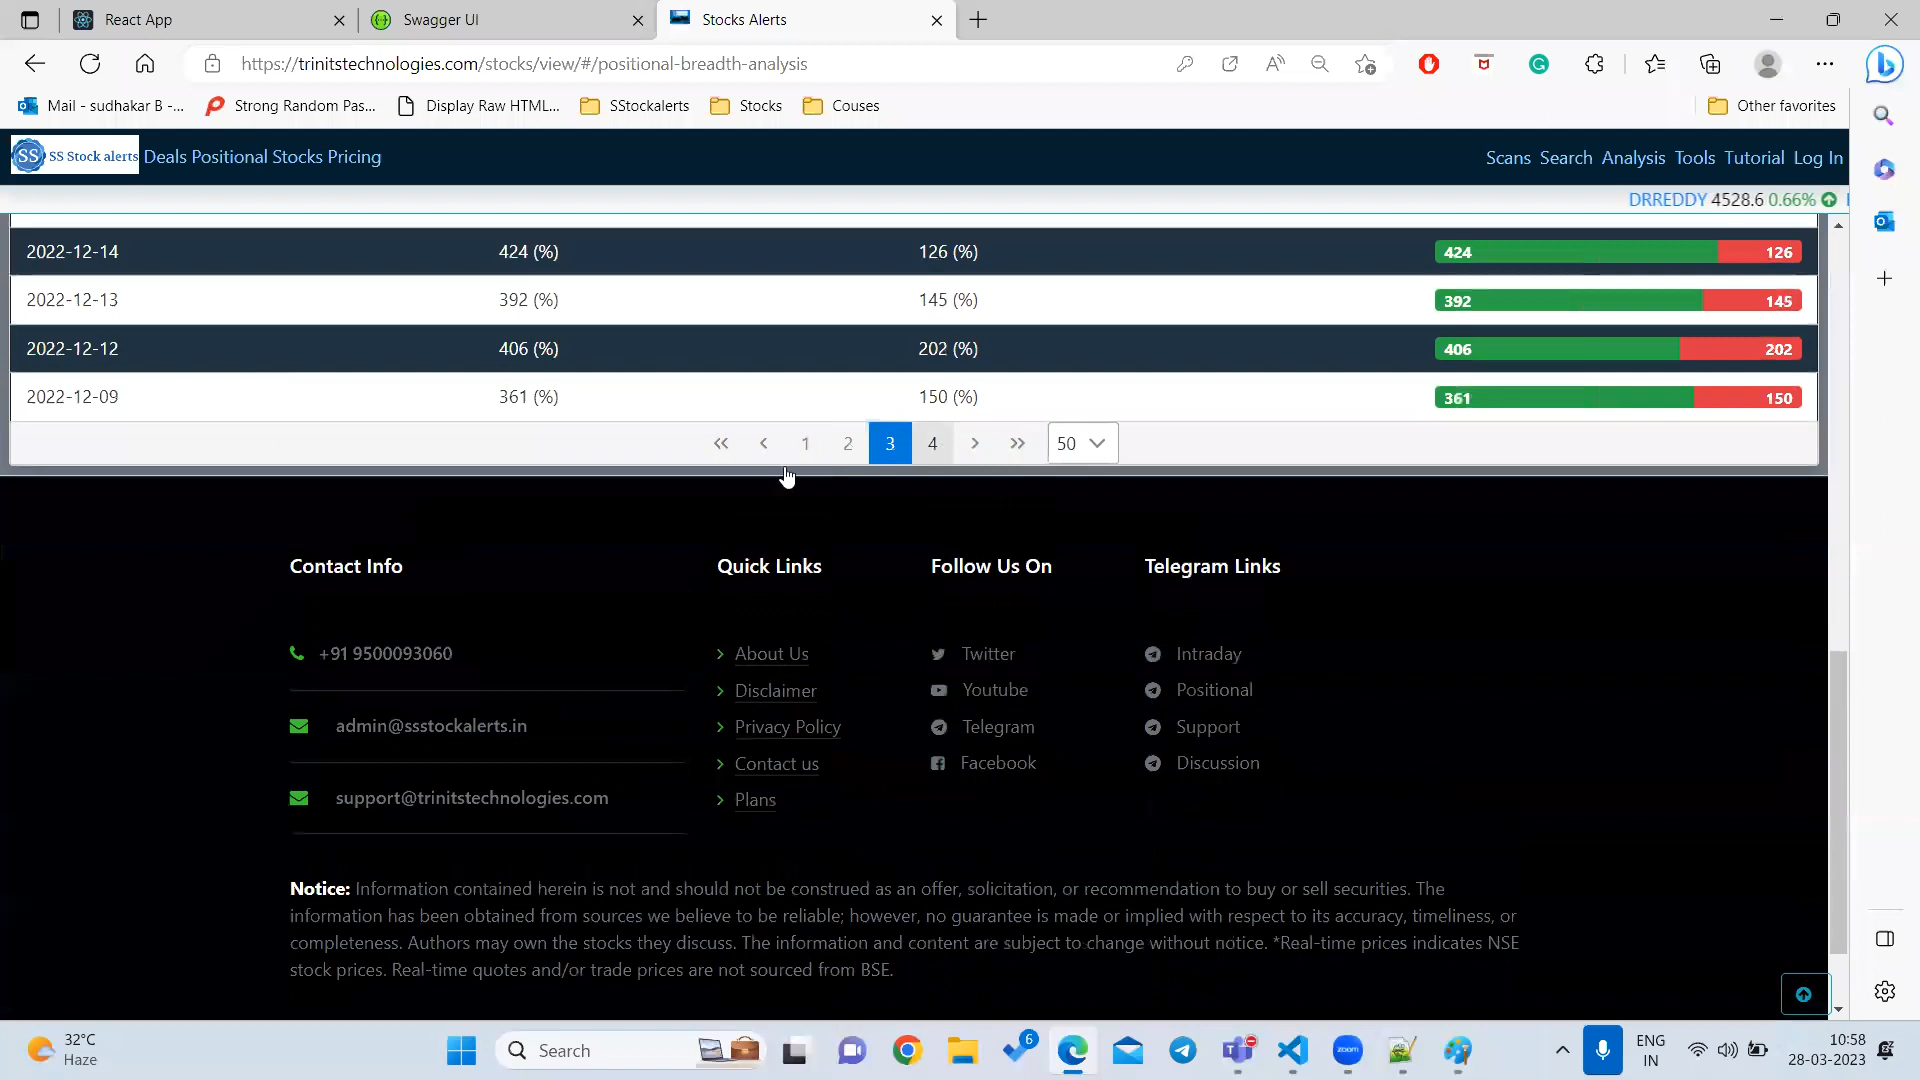 React App
Swagger UI
Stocks Alerts
https://trinitstechnologies.com/stocks/view/#/positional-breadth-analysis
Mail - sudhakar B -...
Strong Random Pas...
Display Raw HTML...
SStockalerts
Stocks
Couses
Other favorites
SS SS Stock alerts Deals Positional Stocks Pricing
Scans Search Analysis Tools Tutorial Log In
DRREDDY 4528.6 0.66%
2022-12-14 424 (%) 126 (%) 424 126
2022-12-13 392 (%) 145 (%) 392 145
2022-12-12 406 (%) 202 (%) 406 202
2022-12-09 361 (%) 150 (%) 361 150
« ‹ 1 2 3 4 › » 50
Contact Info
Quick Links
Follow Us On
Telegram Links
+91 9500093060
admin@ssstockalerts.in
support@trinitstechnologies.com
About Us
Disclaimer
Privacy Policy
Contact us
Plans
Twitter
Youtube
Telegram
Facebook
Intraday
Positional
Support
Discussion
Notice: Information contained herein is not and should not be construed as an offer, solicitation, or recommendation to buy or sell securities. The
information has been obtained from sources we believe to be reliable; however, no guarantee is made or implied with respect to its accuracy, timeliness, or
completeness. Authors may own the stocks they discuss. The information and content are subject to change without notice. *Real-time prices indicates NSE
stock prices. Real-time quotes and/or trade prices are not sourced from BSE.
32°C
Haze
Search
6
zoom
ENG
IN
10:58
28-03-2023